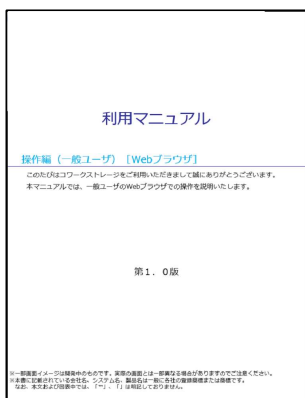 利用マニュアル
操作編（一般ユーザ）［Webブラウザ］
このたびはコワークストレージをご利用いただきまして誠にありがとうございます。
本マニュアルでは、一般ユーザのWebブラウザでの操作を説明いたします。
第１．０版
※一部画面イメージは開発中のものです。実際の画面とは一部異なる場合がありますのでご注意ください。
※本書に記載されている会社名、システム名、製品名は一般に各社の登録商標または商標です。
なお、本文および図表中では、「™」、「」は明記しておりません。